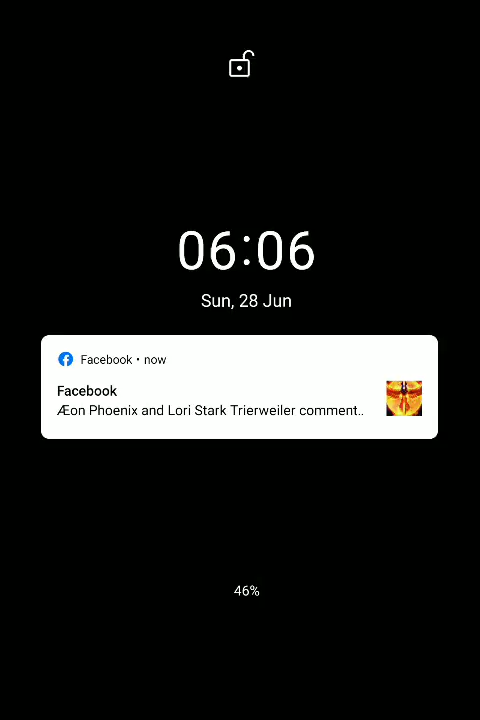 06:06
Sun, 28 Jun
Facebook • now
Facebook
Æon Phoenix and Lori Stark Trierweiler comment..
46%